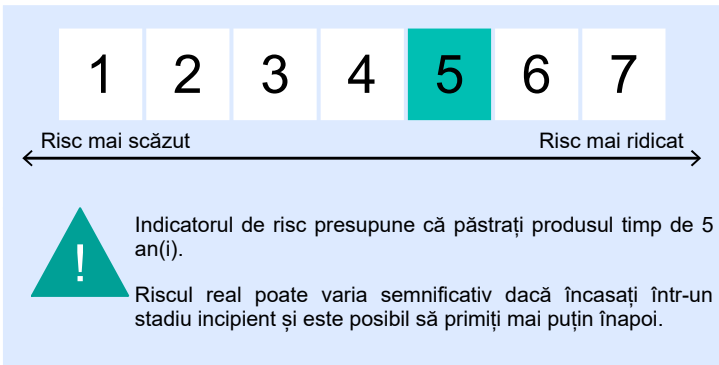 1 2 3 4 5 6 7
Risc mai scăzut Risc mai ridicat
!
Indicatorul de risc presupune că păstrați produsul timp de 5
an(i).
Riscul real poate varia semnificativ dacă încasați într-un
stadiu incipient și este posibil să primiți mai puțin înapoi.